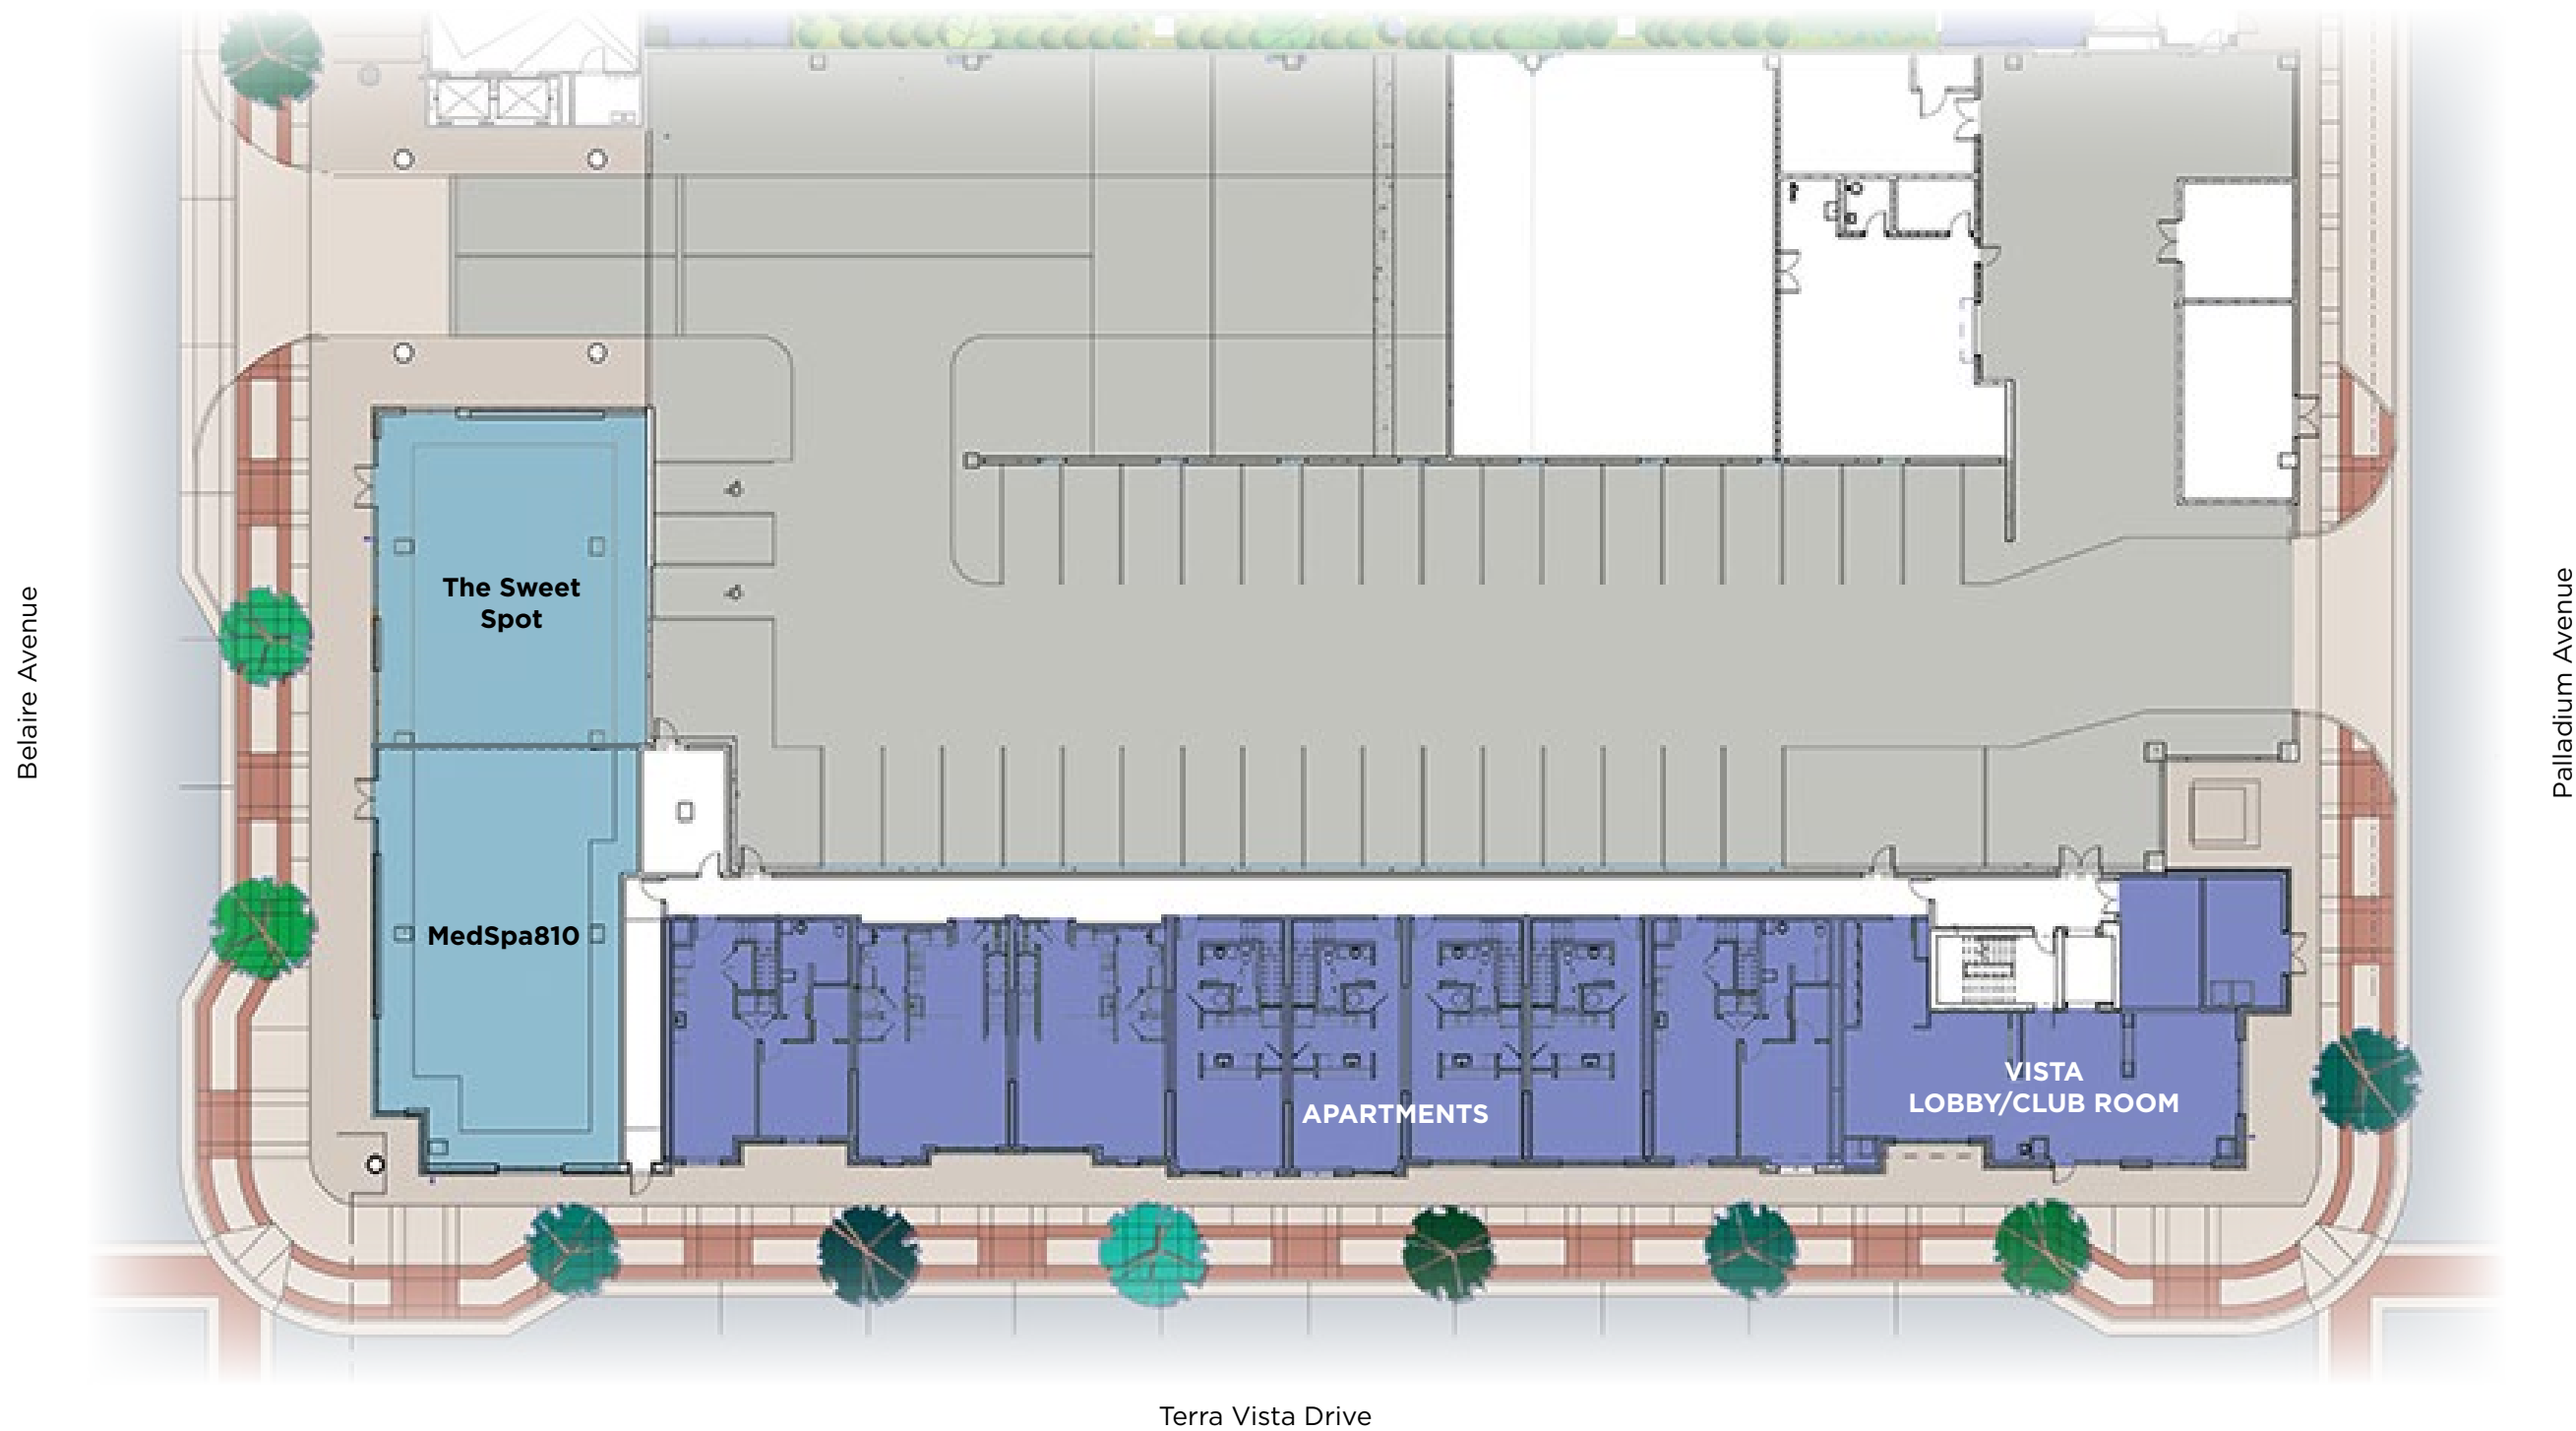 Belaire Avenue
The Sweet
Spot
MedSpa810
APARTMENTS
VISTA
LOBBY/CLUB ROOM
Palladium Avenue
Terra Vista Drive